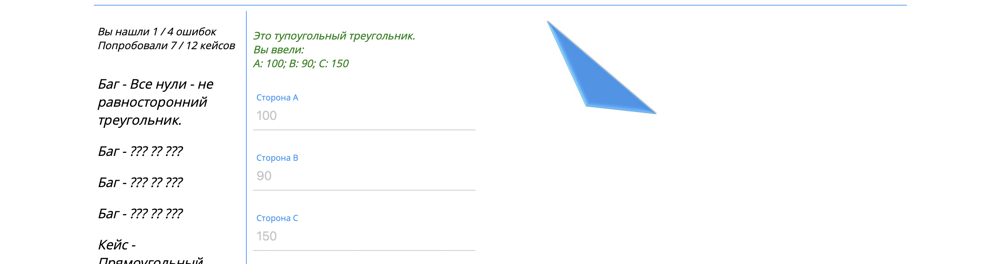 Вы нашли 1 / 4 ошибок
Попробовали 7 / 12 кейсов
Баг - Все нули - не
равносторонний
треугольник.
Баг - ??? ?? ???
Баг - ??? ?? ???
Баг - ??? ?? ???
Кейс -
Прямоугольный
Это тупоугольный треугольник.
Вы ввели:
A: 100; B: 90; C: 150
Сторона A
100
Сторона B
90
Сторона C
150